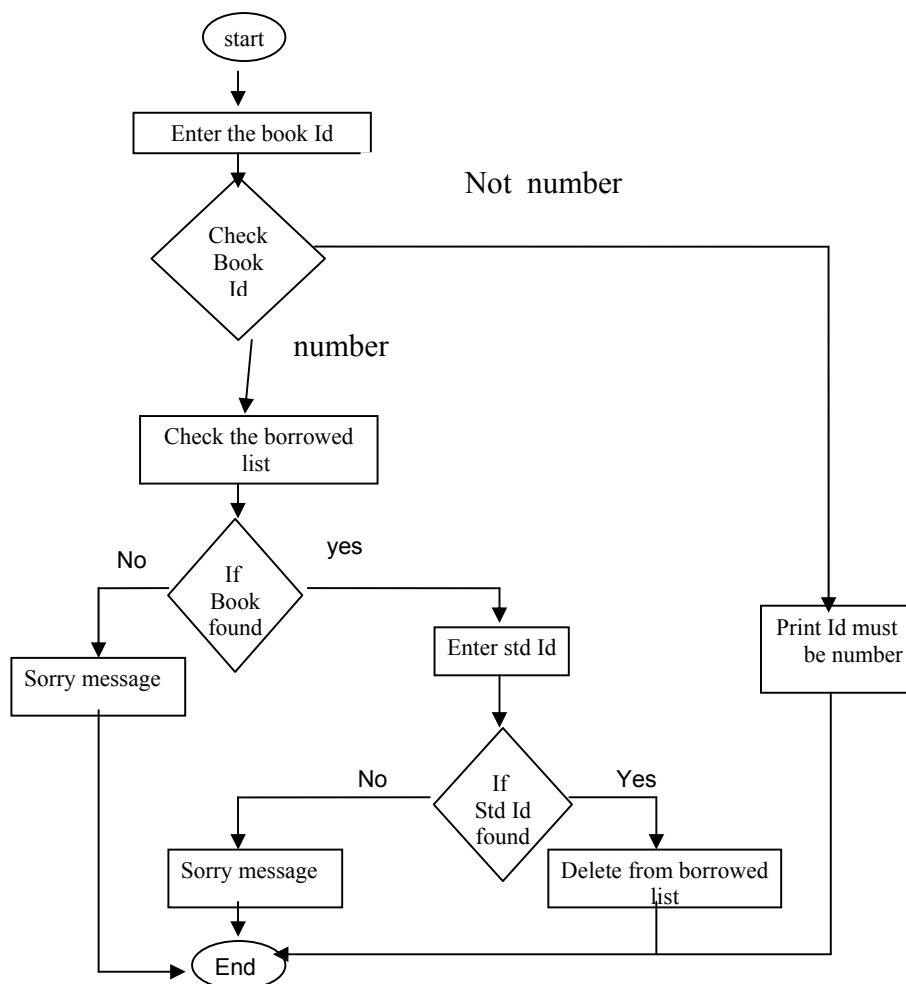 start
Enter the book Id
Not number
Check
Book
Id
number
Check the borrowed
list
No
yes
If
Book
found
Enter std Id
Print Id must
be number
Sorry message
No
Yes
If
Std Id
found
Sorry message
Delete from borrowed
list
End